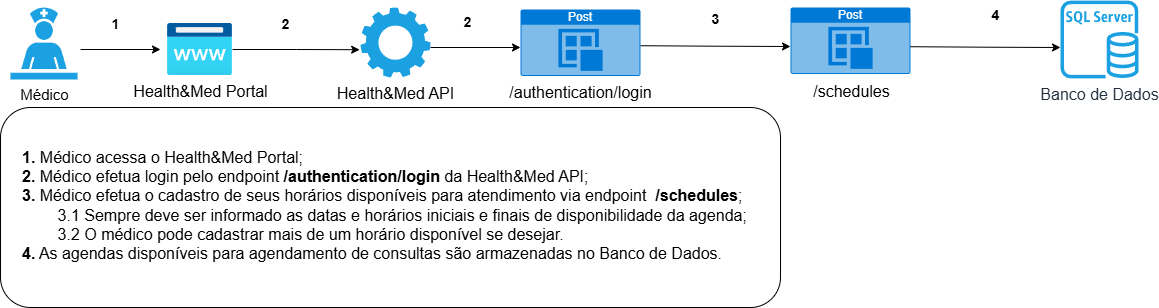 1
2
2
3
4
Post
Post
SQL Server
WWW
Médico
Health&Med Portal
Health&Med API
/authentication/login
/schedules
Banco de Dados
1. Médico acessa o Health&Med Portal;
2. Médico efetua login pelo endpoint /authentication/login da Health&Med API;
3. Médico efetua o cadastro de seus horários disponíveis para atendimento via endpoint /schedules;
3.1 Sempre deve ser informado as datas e horários iniciais e finais de disponibilidade da agenda;
3.2 O médico pode cadastrar mais de um horário disponível se desejar.
4. As agendas disponíveis para agendamento de consultas são armazenadas no Banco de Dados.